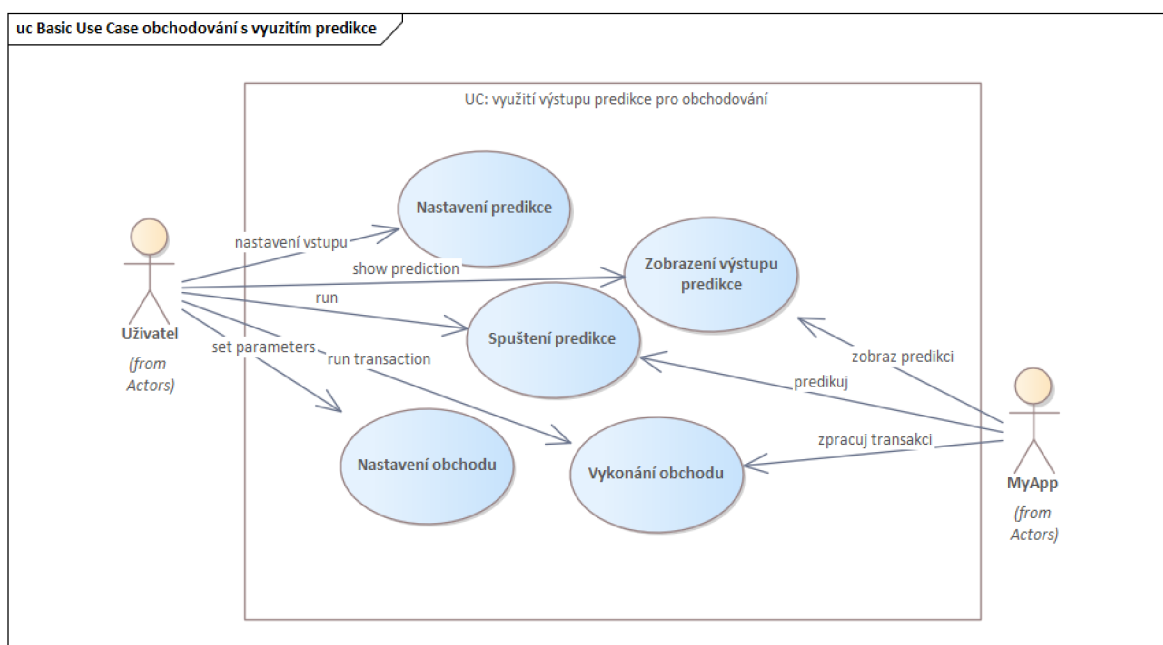 uc Basic Use Case obchodování s vyuzitím predikce
UC: využití výstupu predikce pro obchodování
Nastavení predikce
nastavení vstupu
show prediction
Zobrazení výstupu
predikce
run
Uživatel
(from
Actors)
Spuštení predikce
set parameters
run transaction
zobraz predikci
predikuj
zpracuj transakci
Nastavení obchodu
Vykonání obchodu
MyApp
(from
Actors)